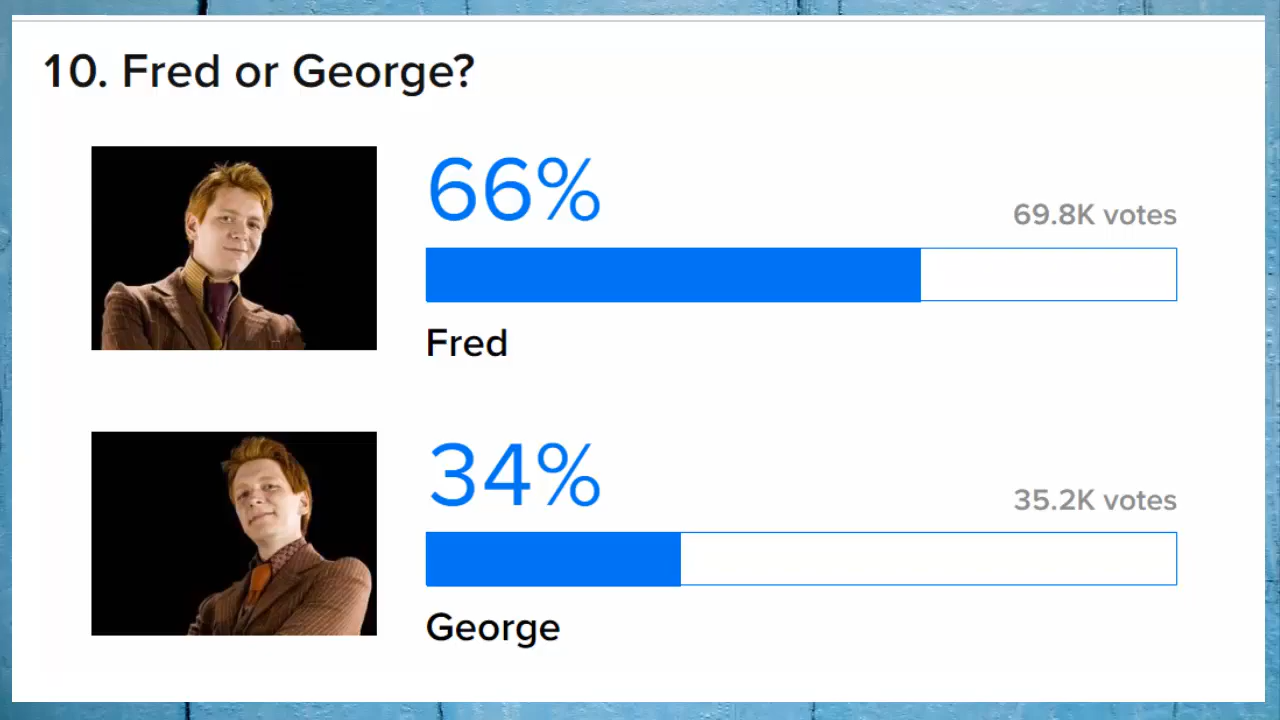 10. Fred or George?
66%
69.8K votes
Fred
34%
35.2K votes
George